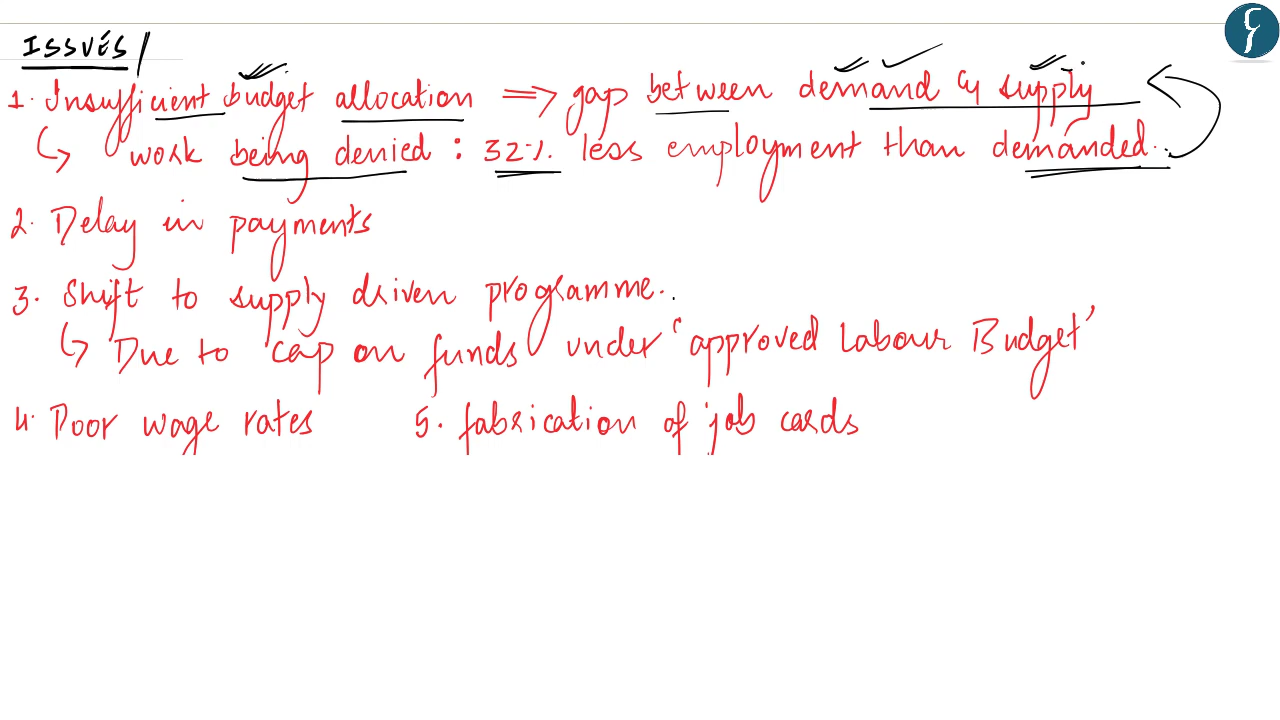 ISSUES/
1. Insufficient budget allocation ⇒ gap between demand & supply
↳ work being denied : 32% less employment than demanded.
2. Delay in payments
3. Shift to supply driven programme.
↳ Due to cap on funds under 'approved Labour Budget'
4. Poor wage rates 5. fabrication of job cards